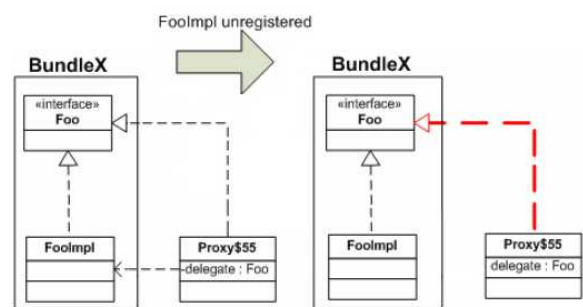 FooImpl unregistered
BundleX
«interface»
Foo
FooImpl
Proxy$55
delegate : Foo
BundleX
«interface»
Foo
FooImpl
Proxy$55
delegate : Foo